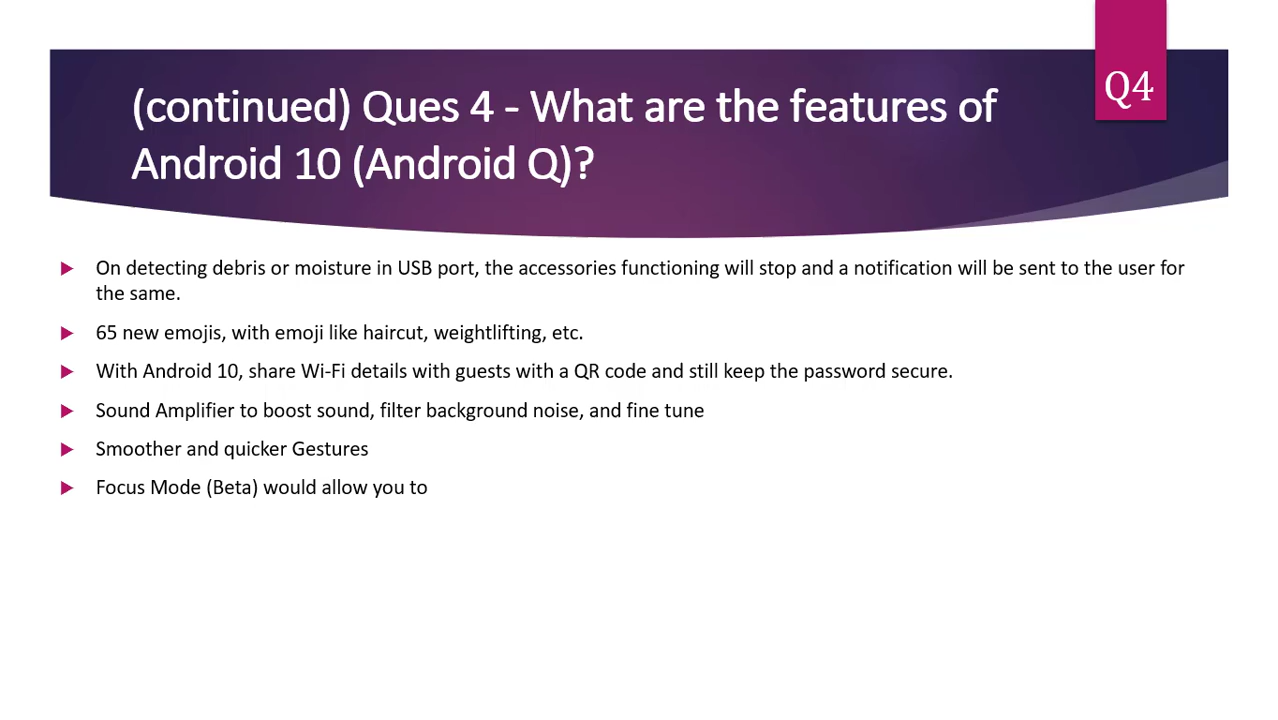 Q4
(continued) Ques 4 - What are the features of
Android 10 (Android Q)?
On detecting debris or moisture in USB port, the accessories functioning will stop and a notification will be sent to the user for
the same.
65 new emojis, with emoji like haircut, weightlifting, etc.
With Android 10, share Wi-Fi details with guests with a QR code and still keep the password secure.
Sound Amplifier to boost sound, filter background noise, and fine tune
Smoother and quicker Gestures
Focus Mode (Beta) would allow you to